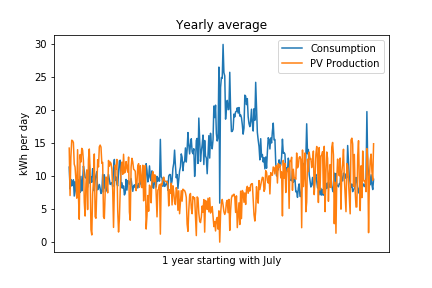 Yearly average
Consumption
PV Production
kWh per day
30
25
20
15
10
5
0
1 year starting with July